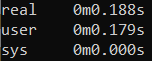 real    0m0.188s
user    0m0.179s
sys     0m0.000s